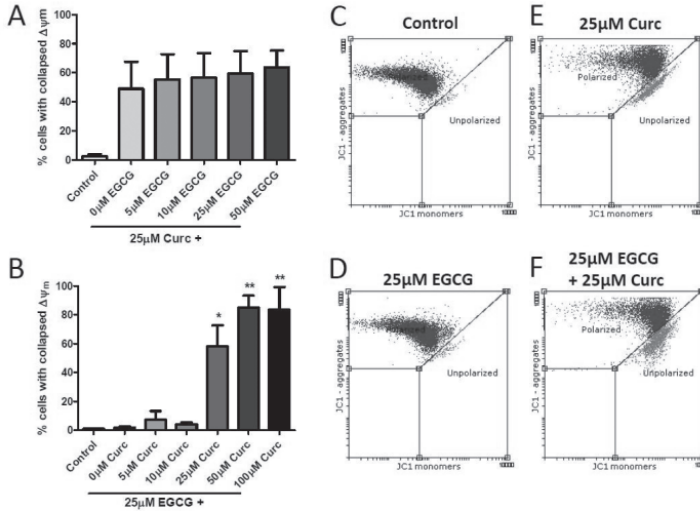 A
% cells with collapsed Δψm
100
80
60
40
20
0
Control
0µM EGCG
5µM EGCG
10µM EGCG
25µM EGCG
50µM EGCG
25µM Curc +
B
% cells with collapsed Δψm
100
80
60
40
20
0
*
**
**
Control
0µM Curc
5µM Curc
10µM Curc
25µM Curc
50µM Curc
100µM Curc
25µM EGCG +
C
Control
JC1 - aggregates
Polarized
Unpolarized
JC1 monomers
D
25µM EGCG
JC1 - aggregates
Polarized
Unpolarized
JC1 monomers
E
25µM Curc
JC1 - aggregates
Polarized
Unpolarized
JC1 monomers
F
25µM EGCG
+ 25µM Curc
JC1 - aggregates
Polarized
Unpolarized
JC1 monomers